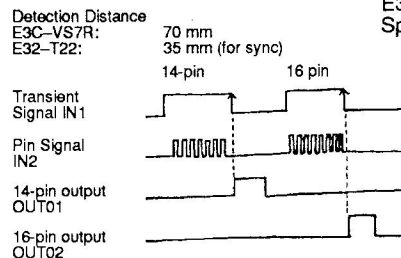 Detection Distance
E3C–VS7R: 70 mm
E32–T22: 35 mm (for sync)
14-pin 16 pin
Transient
Signal IN1
Pin Signal
IN2
14-pin output
OUT01
16-pin output
OUT02